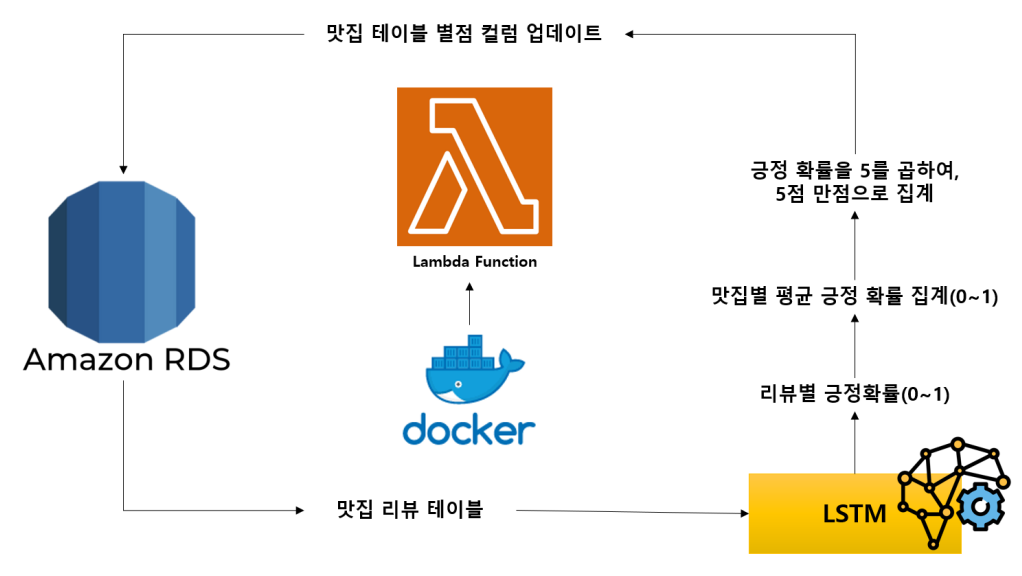 맛집 테이블 별점 컬럼 업데이트
긍정 확률을 5를 곱하여,
5점 만점으로 집계
Lambda Function
맛집별 평균 긍정 확률 집계(0~1)
Amazon RDS
리뷰별 긍정확률(0~1)
docker
맛집 리뷰 테이블
LSTM